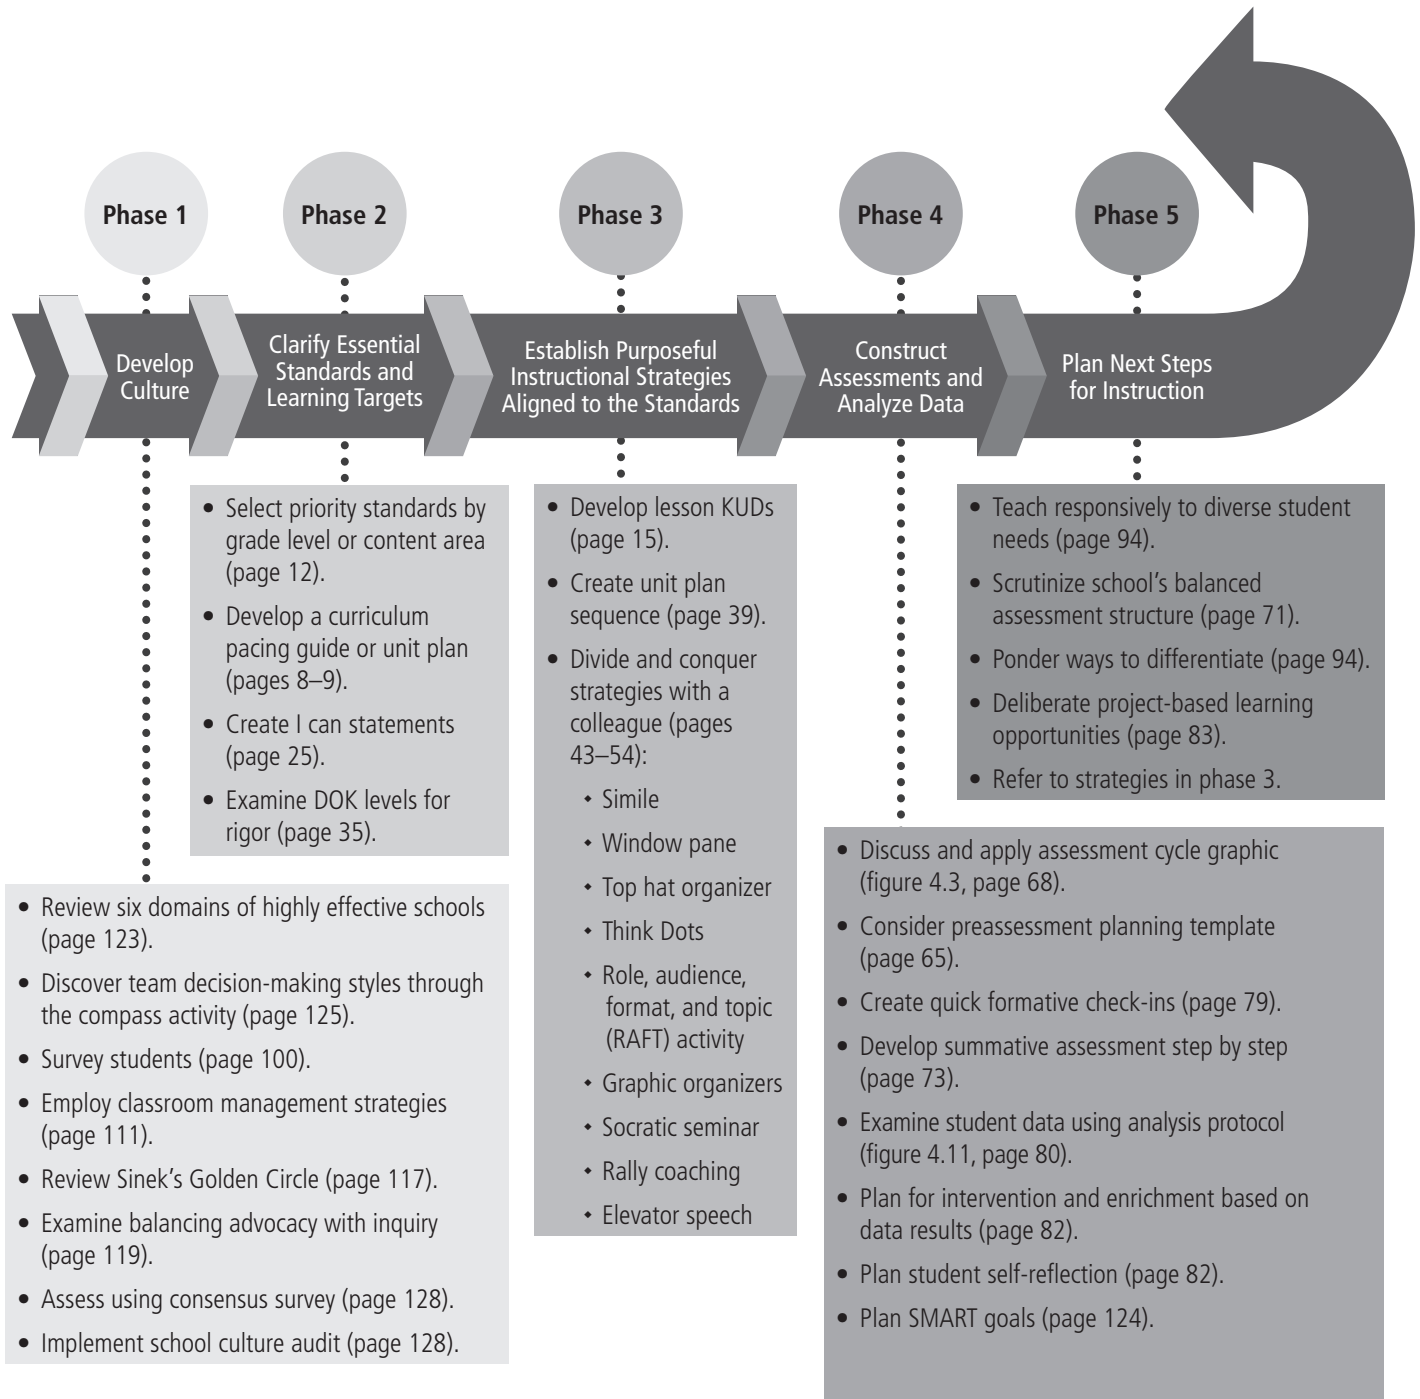 Phase 1
Phase 2
Phase 3
Phase 4
Phase 5
Develop
Culture
Clarify Essential
Standards and
Learning Targets
Establish Purposeful
Instructional Strategies
Aligned to the Standards
Construct
Assessments and
Analyze Data
Plan Next Steps
for Instruction
• Review six domains of highly effective schools
(page 123).
• Discover team decision-making styles through
the compass activity (page 125).
• Survey students (page 100).
• Employ classroom management strategies
(page 111).
• Review Sinek's Golden Circle (page 117).
• Examine balancing advocacy with inquiry
(page 119).
• Assess using consensus survey (page 128).
• Implement school culture audit (page 128).
• Select priority standards by
grade level or content area
(page 12).
• Develop a curriculum
pacing guide or unit plan
(pages 8–9).
• Create I can statements
(page 25).
• Examine DOK levels for
rigor (page 35).
• Develop lesson KUDs
(page 15).
• Create unit plan
sequence (page 39).
• Divide and conquer
strategies with a
colleague (pages
43–54):
⬩ Simile
⬩ Window pane
⬩ Top hat organizer
⬩ Think Dots
⬩ Role, audience,
format, and topic
(RAFT) activity
⬩ Graphic organizers
⬩ Socratic seminar
⬩ Rally coaching
⬩ Elevator speech
• Discuss and apply assessment cycle graphic
(figure 4.3, page 68).
• Consider preassessment planning template
(page 65).
• Create quick formative check-ins (page 79).
• Develop summative assessment step by step
(page 73).
• Examine student data using analysis protocol
(figure 4.11, page 80).
• Plan for intervention and enrichment based on
data results (page 82).
• Plan student self-reflection (page 82).
• Plan SMART goals (page 124).
• Teach responsively to diverse student
needs (page 94).
• Scrutinize school's balanced
assessment structure (page 71).
• Ponder ways to differentiate (page 94).
• Deliberate project-based learning
opportunities (page 83).
• Refer to strategies in phase 3.